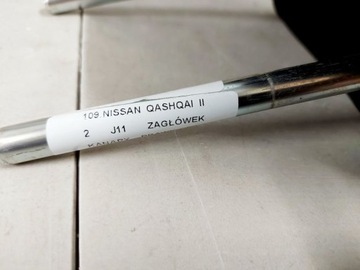 109.NISSAN QASHQAI II
2 J11 ZAGŁÓWEK